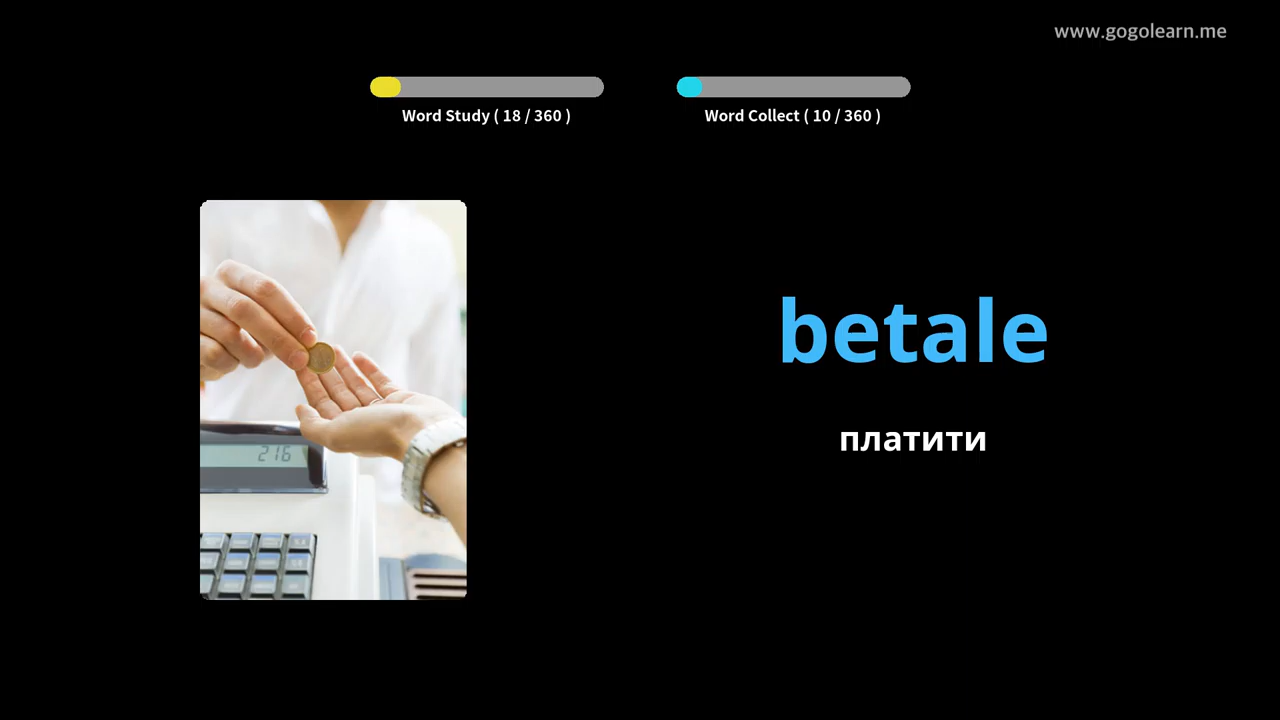 www.gogolearn.me
Word Study ( 18 / 360 )
Word Collect ( 10 / 360 )
betale
платити
216